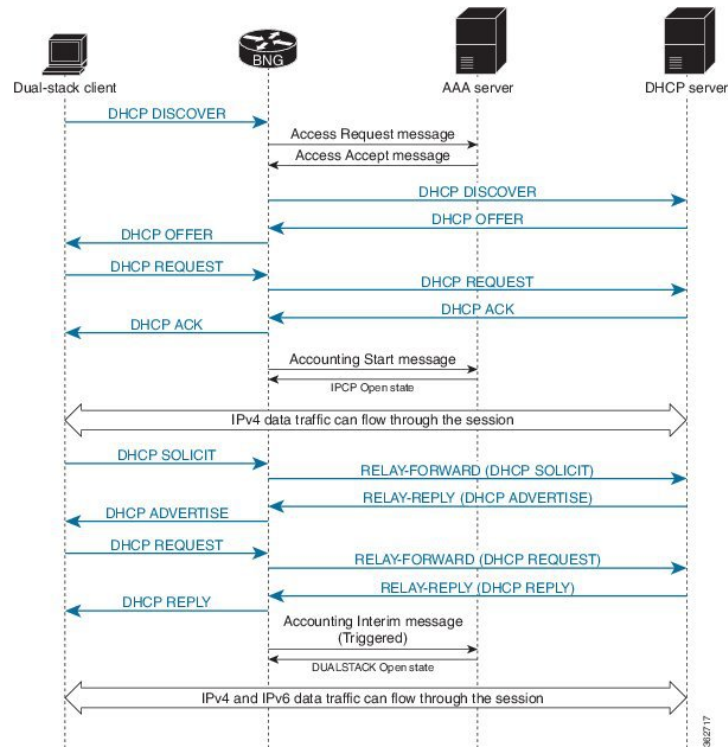 BNG
Dual-stack client
AAA server
DHCP server
DHCP DISCOVER
Access Request message
Access Accept message
DHCP DISCOVER
DHCP OFFER
DHCP OFFER
DHCP REQUEST
DHCP REQUEST
DHCP ACK
DHCP ACK
Accounting Start message
IPCP Open state
IPv4 data traffic can flow through the session
DHCP SOLICIT
RELAY-FORWARD (DHCP SOLICIT)
RELAY-REPLY (DHCP ADVERTISE)
DHCP ADVERTISE
DHCP REQUEST
RELAY-FORWARD (DHCP REQUEST)
RELAY-REPLY (DHCP REPLY)
DHCP REPLY
Accounting Interim message
(Triggered)
DUALSTACK Open state
IPv4 and IPv6 data traffic can flow through the session
362717